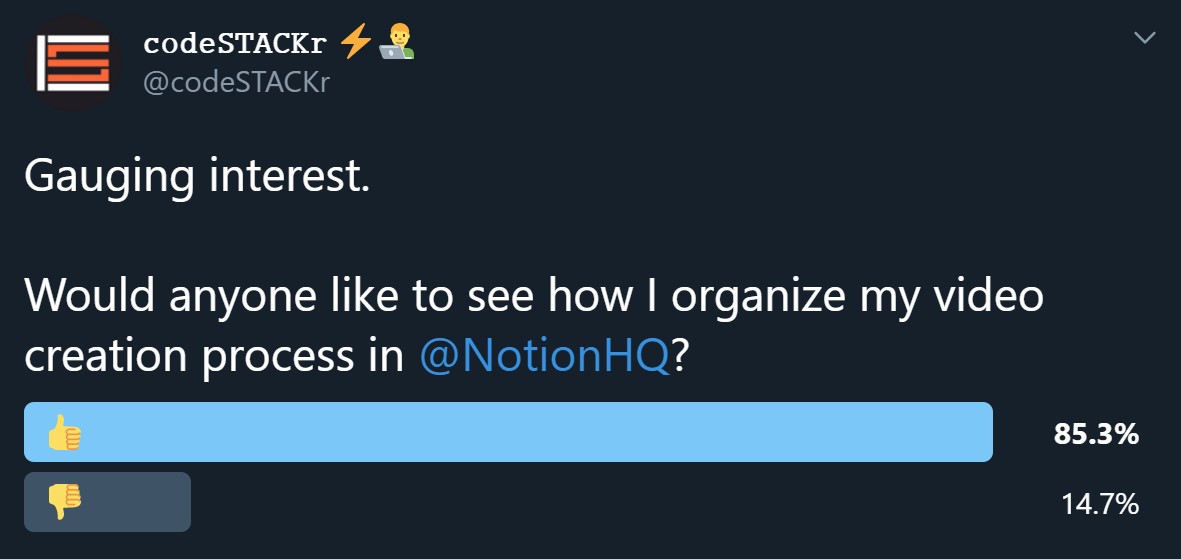 codeSTACKr ⚡👨‍💻
@codeSTACKr
Gauging interest.
Would anyone like to see how I organize my video
creation process in @NotionHQ?
👍 85.3%
👎 14.7%